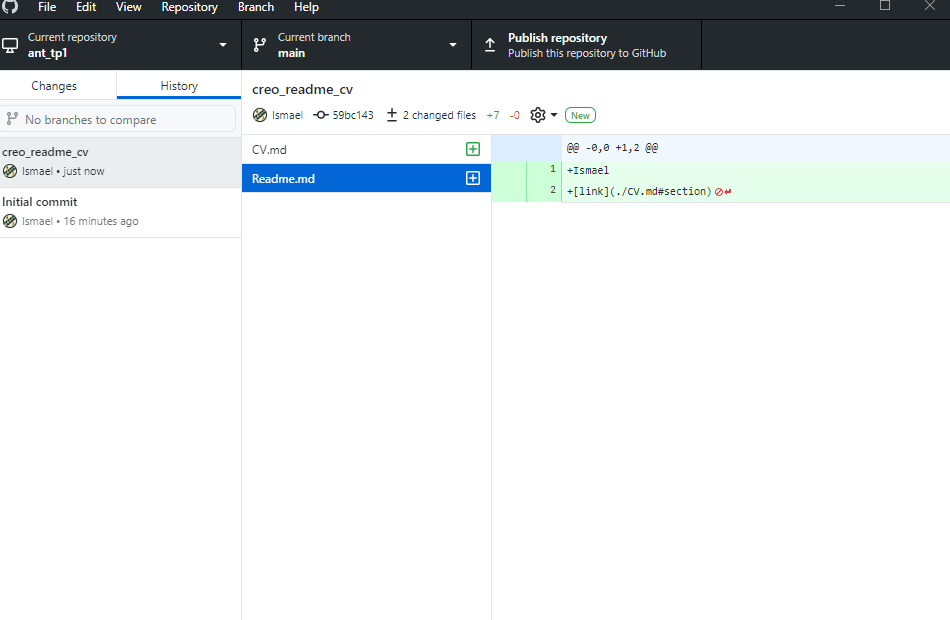 File Edit View Repository Branch Help
Current repository
ant_tp1
Current branch
main
Publish repository
Publish this repository to GitHub
Changes
History
No branches to compare
creo_readme_cv
Ismael • just now
Initial commit
Ismael • 16 minutes ago
creo_readme_cv
Ismael 59bc143 2 changed files +7 -0 New
CV.md
Readme.md
@@ -0,0 +1,2 @@
1 +Ismael
2 +[link](./CV.md#section)